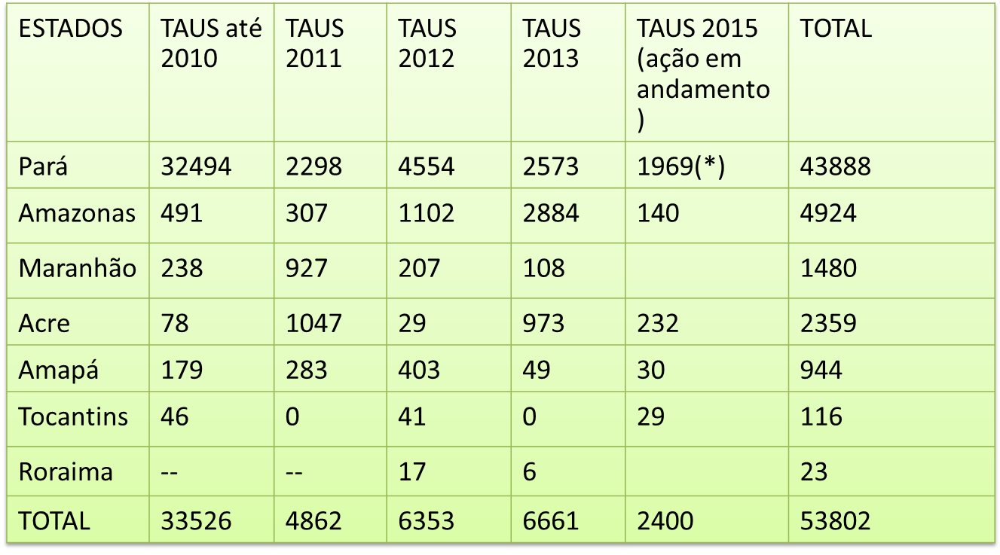 ESTADOS TAUS até 2010 TAUS 2011 TAUS 2012 TAUS 2013 TAUS 2015 (ação em andamento) TOTAL
Pará 32494 2298 4554 2573 1969(*) 43888
Amazonas 491 307 1102 2884 140 4924
Maranhão 238 927 207 108 1480
Acre 78 1047 29 973 232 2359
Amapá 179 283 403 49 30 944
Tocantins 46 0 41 0 29 116
Roraima -- -- 17 6 23
TOTAL 33526 4862 6353 6661 2400 53802